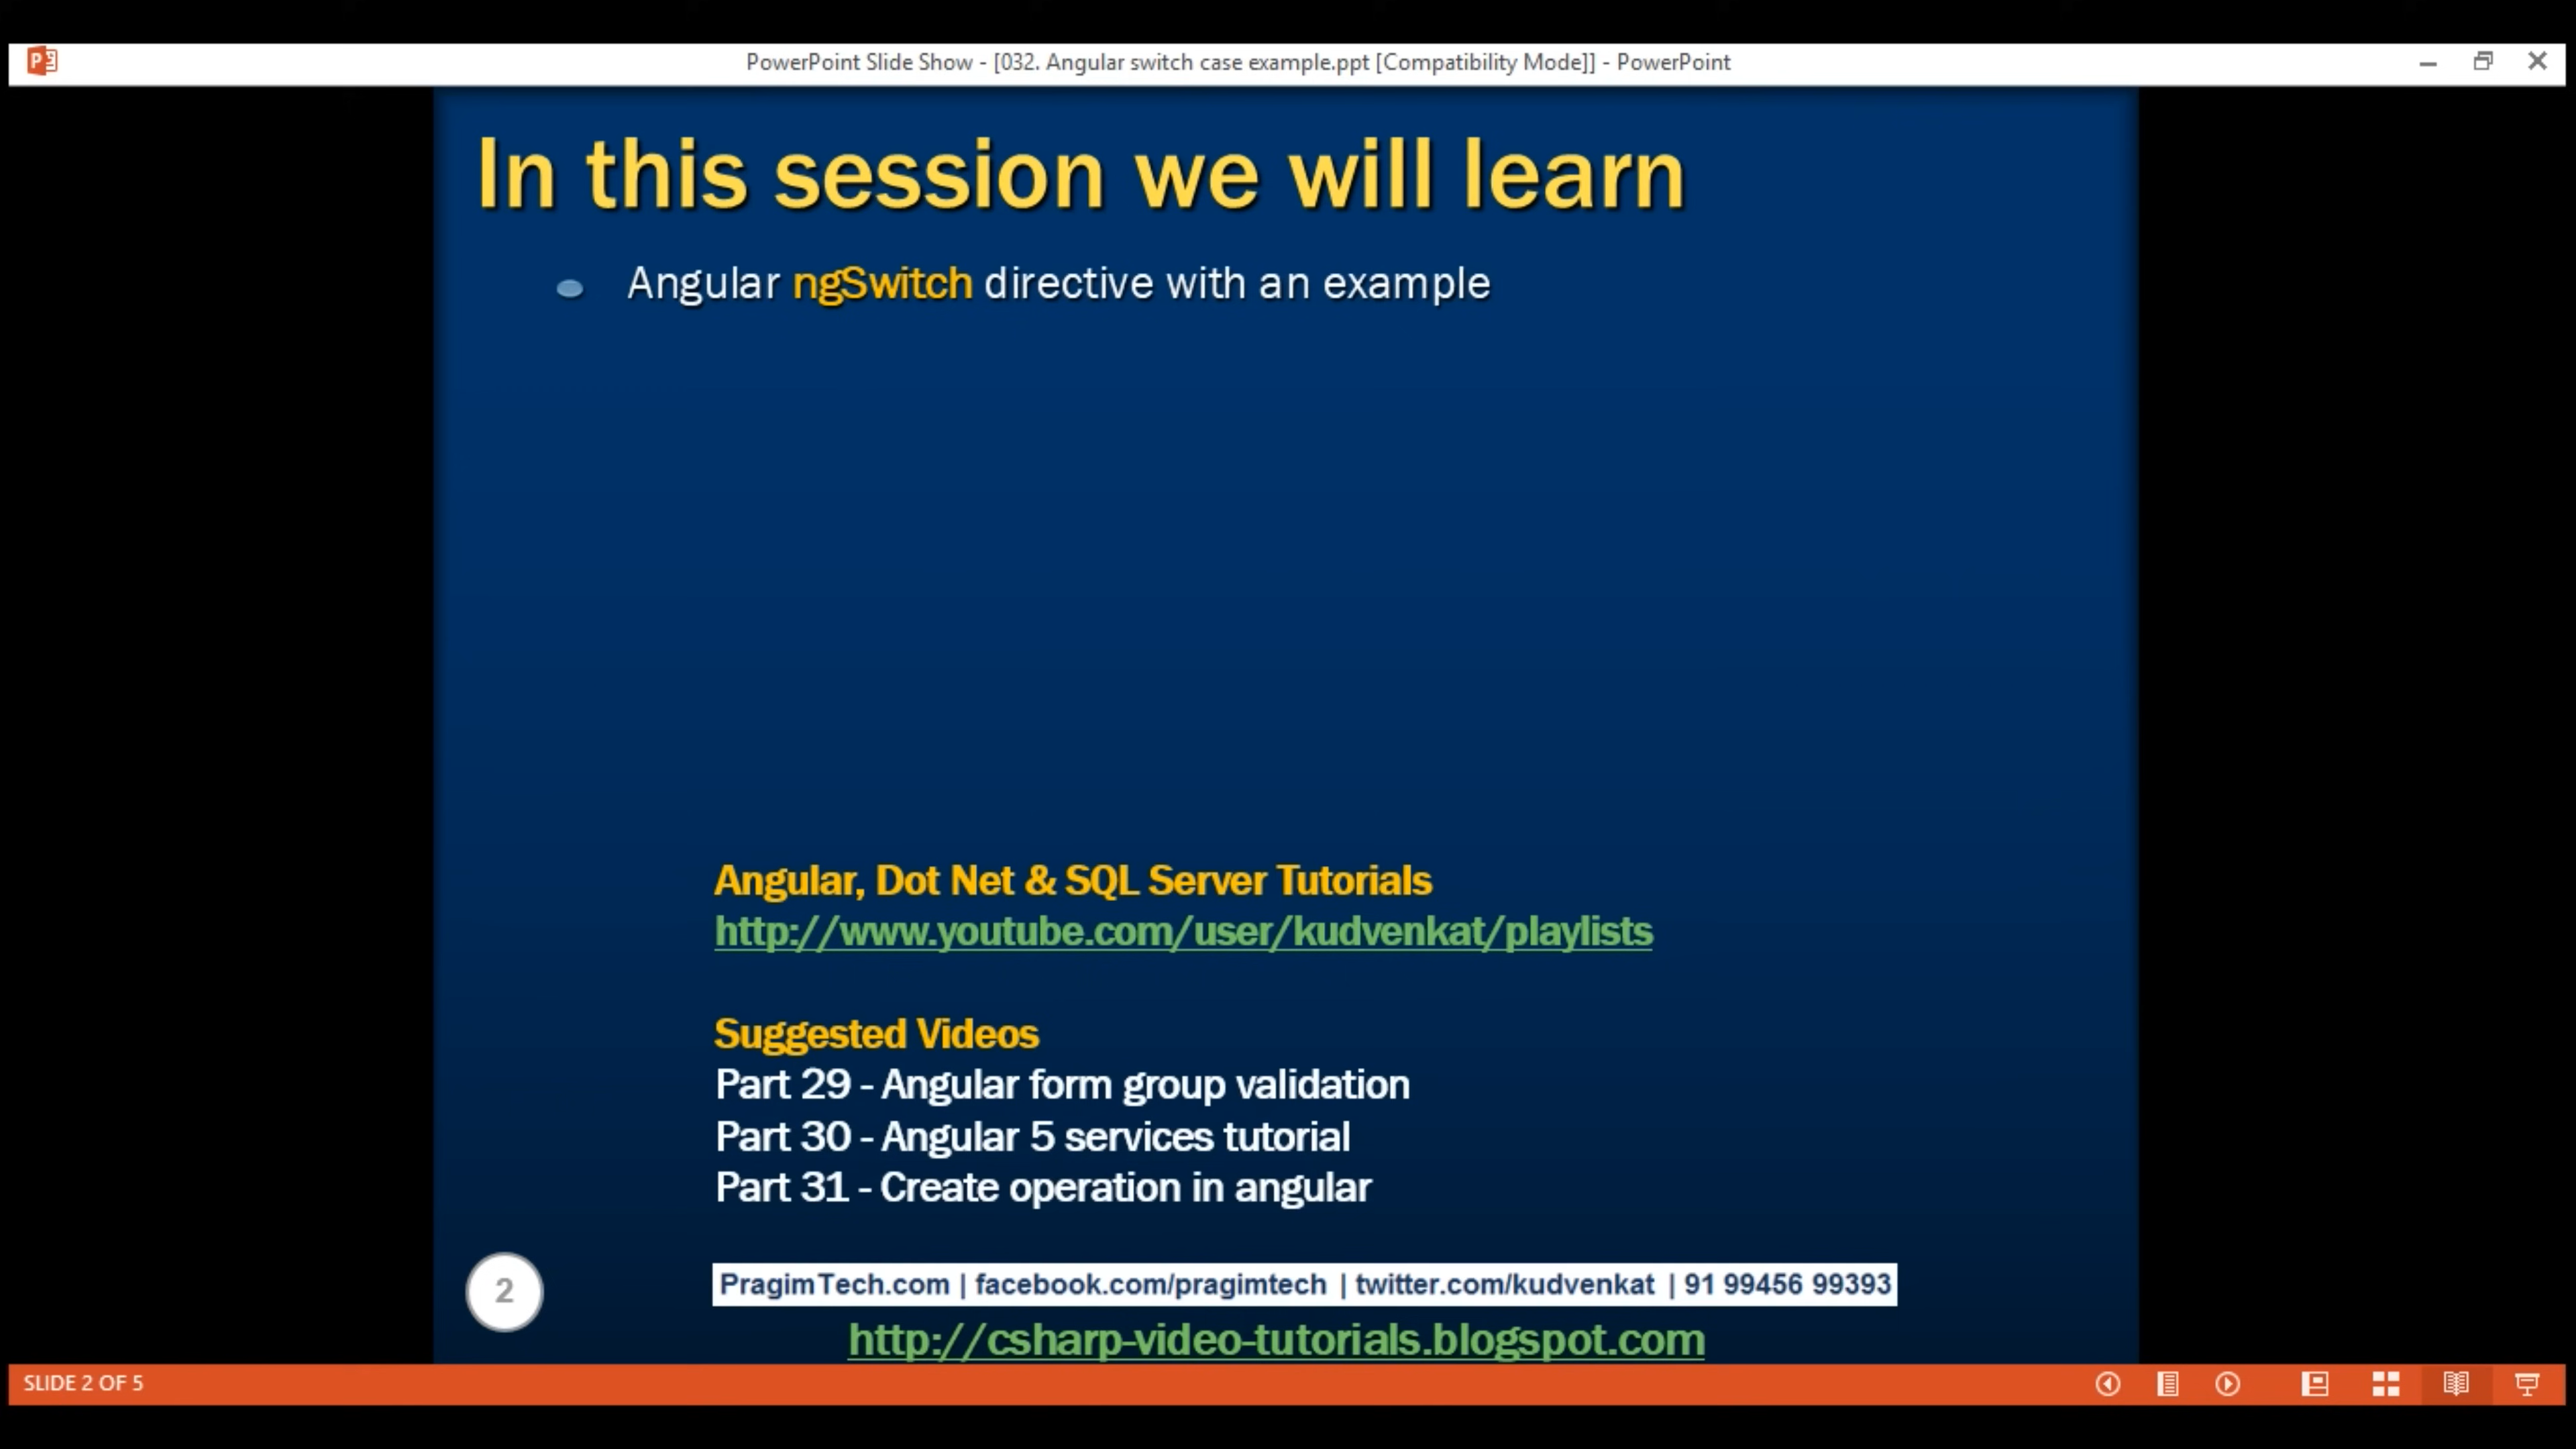 PowerPoint Slide Show - [032. Angular switch case example.ppt [Compatibility Mode]] - PowerPoint
In this session we will learn
Angular ngSwitch directive with an example
Angular, Dot Net & SQL Server Tutorials
http://www.youtube.com/user/kudvenkat/playlists
Suggested Videos
Part 29 - Angular form group validation
Part 30 - Angular 5 services tutorial
Part 31 - Create operation in angular
2
PragimTech.com | facebook.com/pragimtech | twitter.com/kudvenkat | 91 99456 99393
http://csharp-video-tutorials.blogspot.com
SLIDE 2 OF 5